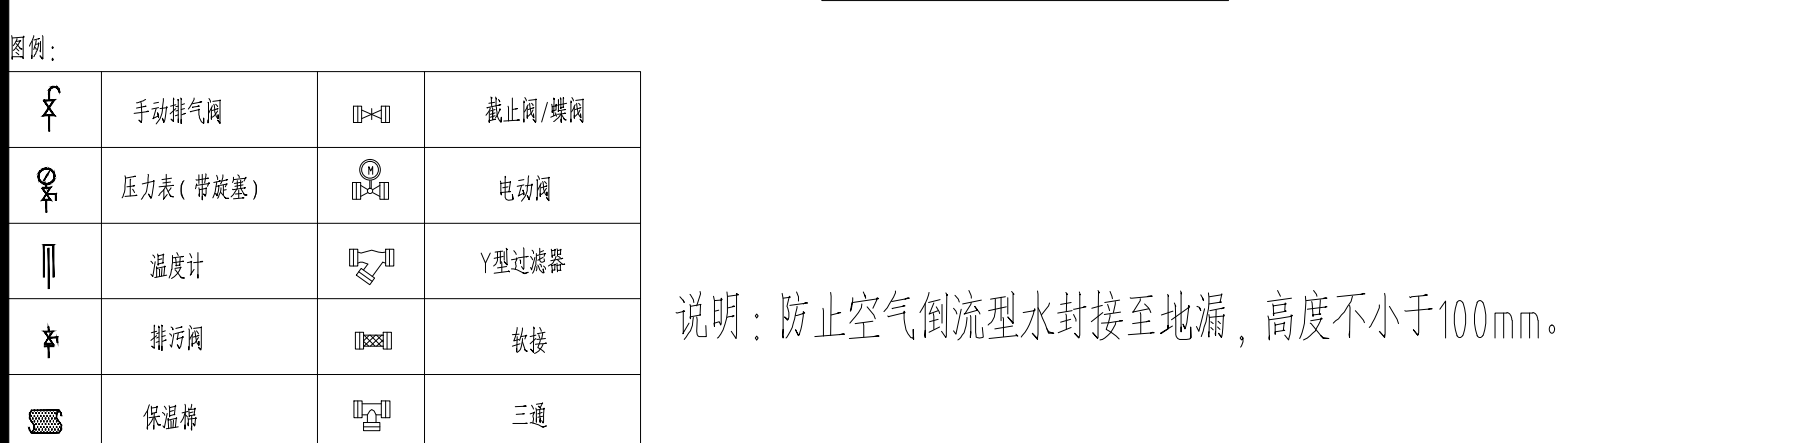 图例:
手动排气阀 截止阀/蝶阀
M
压力表(带旋塞) 电动阀
温度计 Y型过滤器
说明:防止空气倒流型水封接至地漏,高度不小于100mm。
排污阀 软接
保温棉 三通